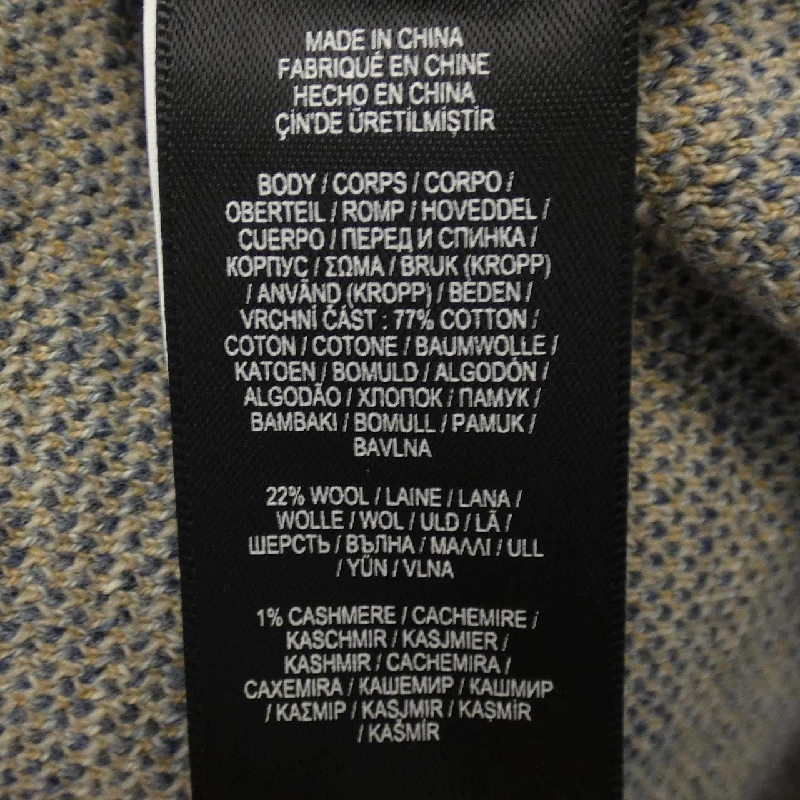 MADE IN CHINA
FABRIQUÉ EN CHINE
HECHO EN CHINA
ÇİN'DE ÜRETİLMİŞTİR
BODY / CORPS / CORPO /
OBERTEIL / ROMP / HOVEDDEL /
CUERPO / ПЕРЕД И СПИНКА /
КОРПУС / ΣΩΜΑ / BRUK (KROPP)
/ ANVÄND (KROPP) / BEDEN /
VRCHNÍ ČÁST : 77% COTTON /
COTON / COTONE / BAUMWOLLE /
KATOEN / BOMULD / ALGODÓN /
ALGODÃO / ХЛОПОК / ПАМУК /
BAMBAKI / BOMULL / PAMUK /
BAVLNA
22% WOOL / LAINE / LANA /
WOLLE / WOL / ULD / LÃ /
ШЕРСТЬ / ВЪЛНА / ΜΑΛΛΙ / ULL
/ YÜN / VLNA
1% CASHMERE / CACHEMIRE /
KASCHMIR / KASJMIER /
KASHMIR / CACHEMIRA /
CAXEMIRA / КАШЕМИР / КАШМИР
/ ΚΑΣΜΙΡ / KASJMIR / KAŞMİR
/ KAŠMÍR